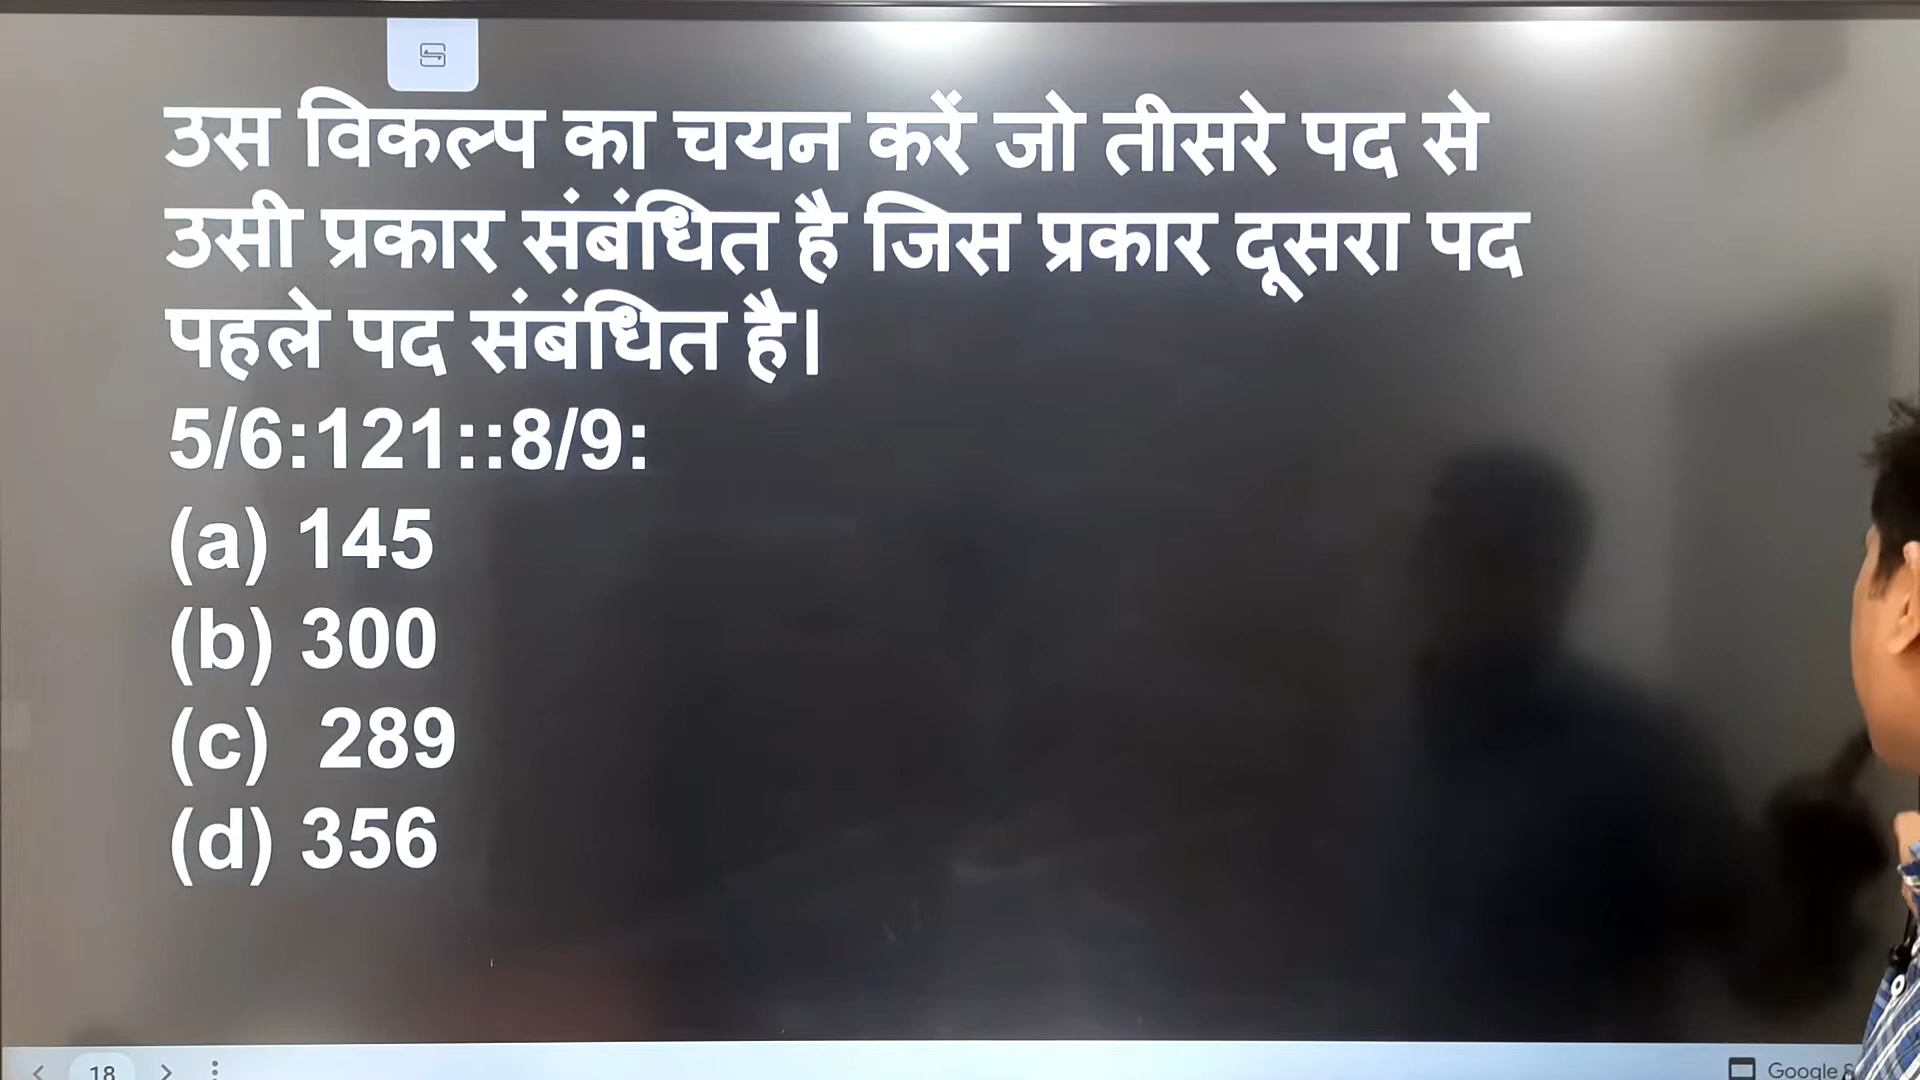 उस विकल्प का चयन करें जो तीसरे पद से
उसी प्रकार संबंधित है जिस प्रकार दूसरा पद
पहले पद संबंधित है।
5/6:121::8/9:
(a) 145
(b) 300
(c) 289
(d) 356
18
Google